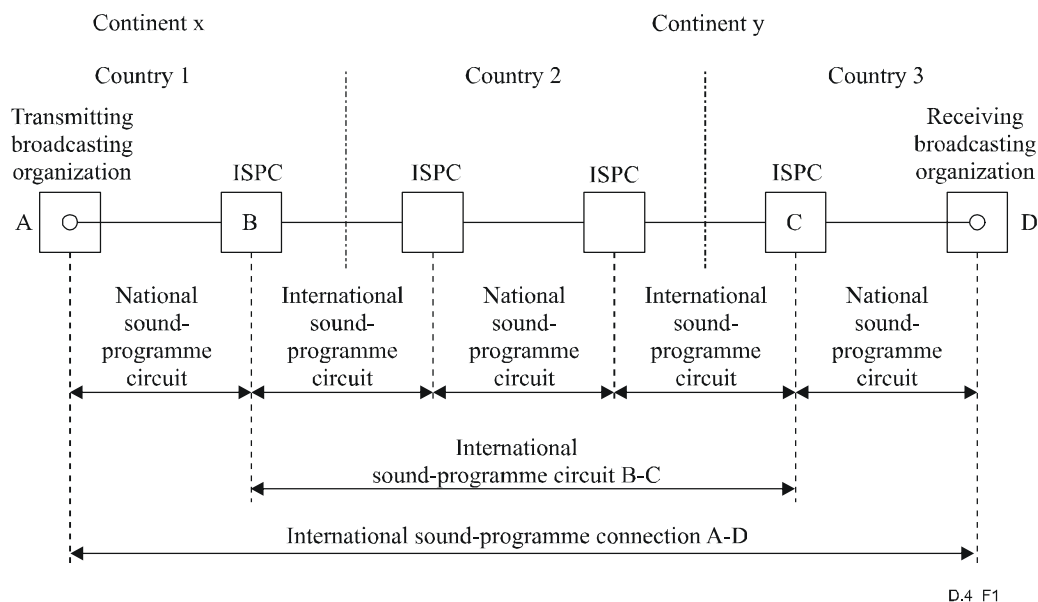 Continent x
Continent y
Country 1
Country 2
Country 3
Transmitting
broadcasting
organization
Receiving
broadcasting
organization
ISPC
ISPC
ISPC
ISPC
A
B
C
D
National
sound-
programme
circuit
International
sound-
programme
circuit
National
sound-
programme
circuit
International
sound-
programme
circuit
National
sound-
programme
circuit
International
sound-programme circuit B-C
International sound-programme connection A-D
D.4_F1